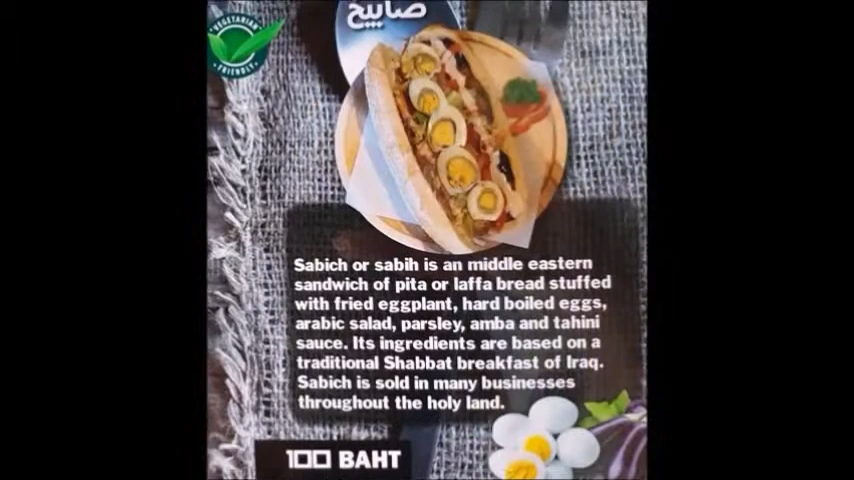 صابيح
VEGETARIAN
FRIENDLY
Sabich or sabih is an middle eastern
sandwich of pita or laffa bread stuffed
with fried eggplant, hard boiled eggs,
arabic salad, parsley, amba and tahini
sauce. Its ingredients are based on a
traditional Shabbat breakfast of Iraq.
Sabich is sold in many businesses
throughout the holy land.
100 BAHT